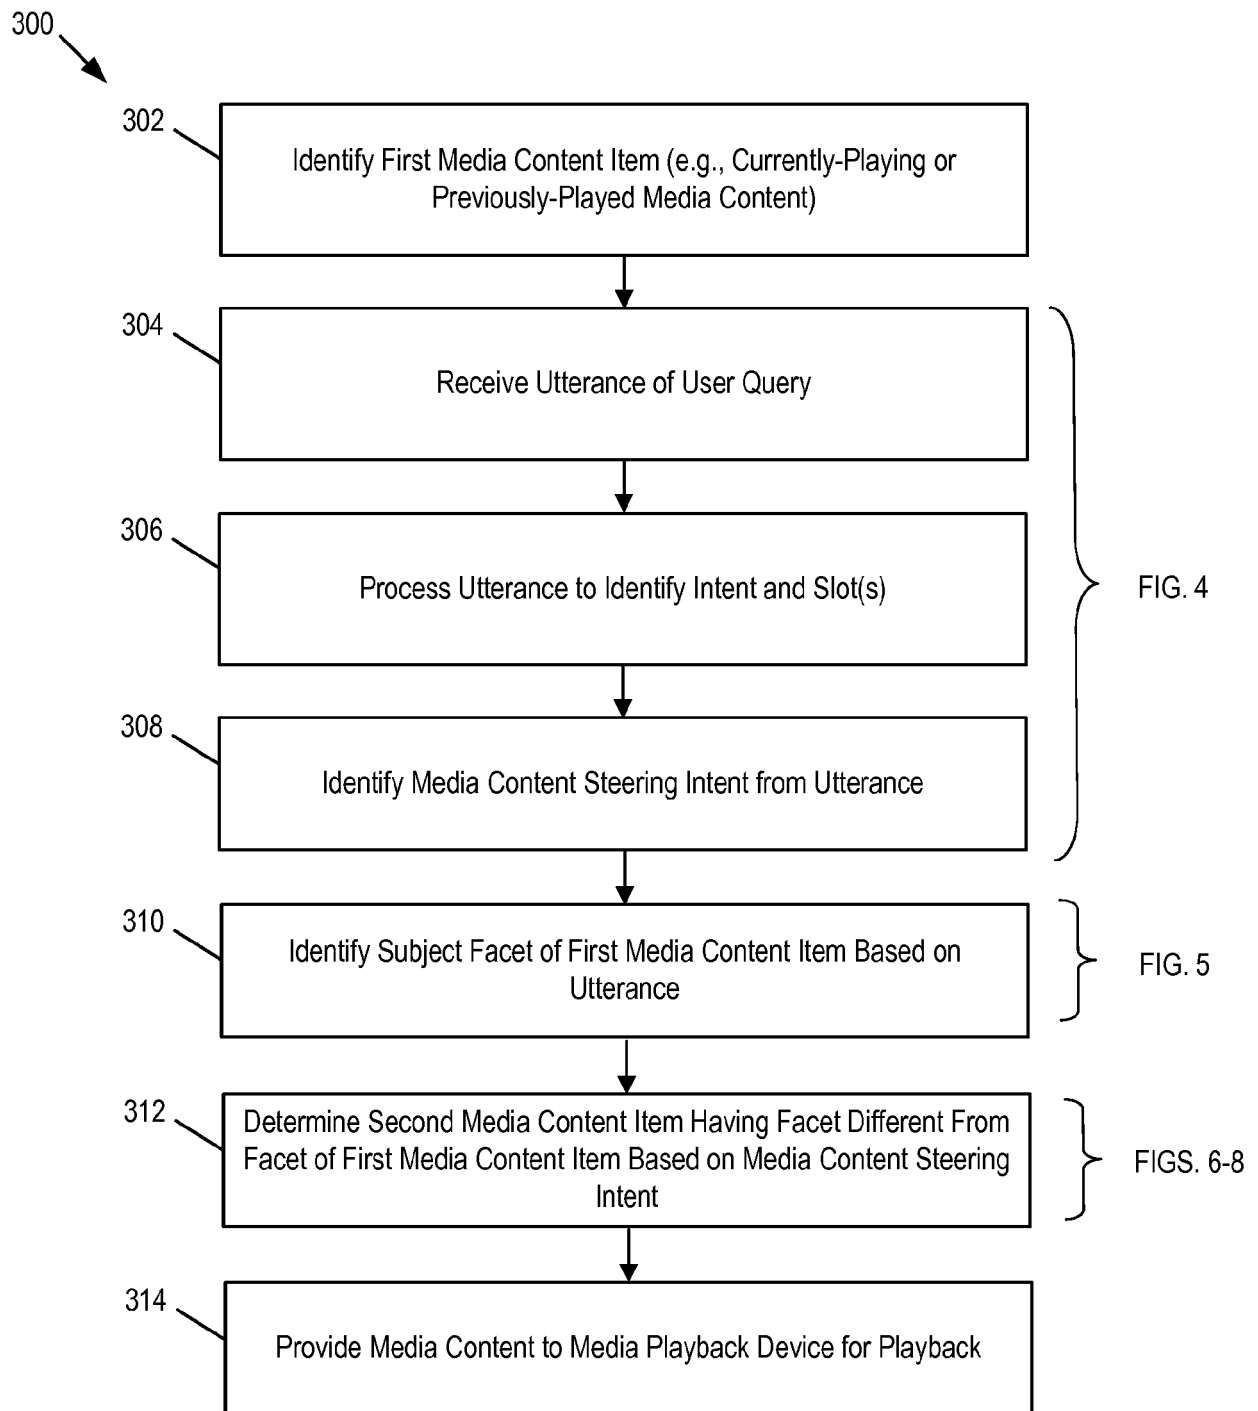 300
302
Identify First Media Content Item (e.g., Currently-Playing or
Previously-Played Media Content)
304
Receive Utterance of User Query
306
Process Utterance to Identify Intent and Slot(s)
FIG. 4
308
Identify Media Content Steering Intent from Utterance
310
Identify Subject Facet of First Media Content Item Based on
Utterance
FIG. 5
312
Determine Second Media Content Item Having Facet Different From
Facet of First Media Content Item Based on Media Content Steering
Intent
FIGS. 6-8
314
Provide Media Content to Media Playback Device for Playback